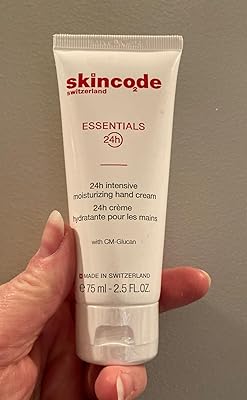 skincode
switzerland 2
ESSENTIALS
24h
24h intensive
moisturizing hand cream
24h crème
hydratante pour les mains
with CM-Glucan
MADE IN SWITZERLAND
℮ 75 ml - 2.5 FL.OZ.